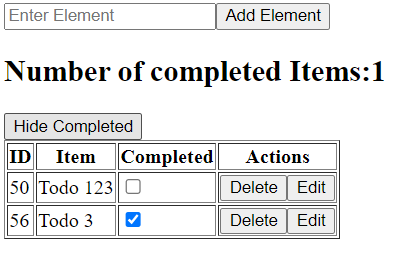 Enter Element Add Element
Number of completed Items:1
Hide Completed
ID Item Completed Actions
50 Todo 123 Delete Edit
56 Todo 3 Delete Edit